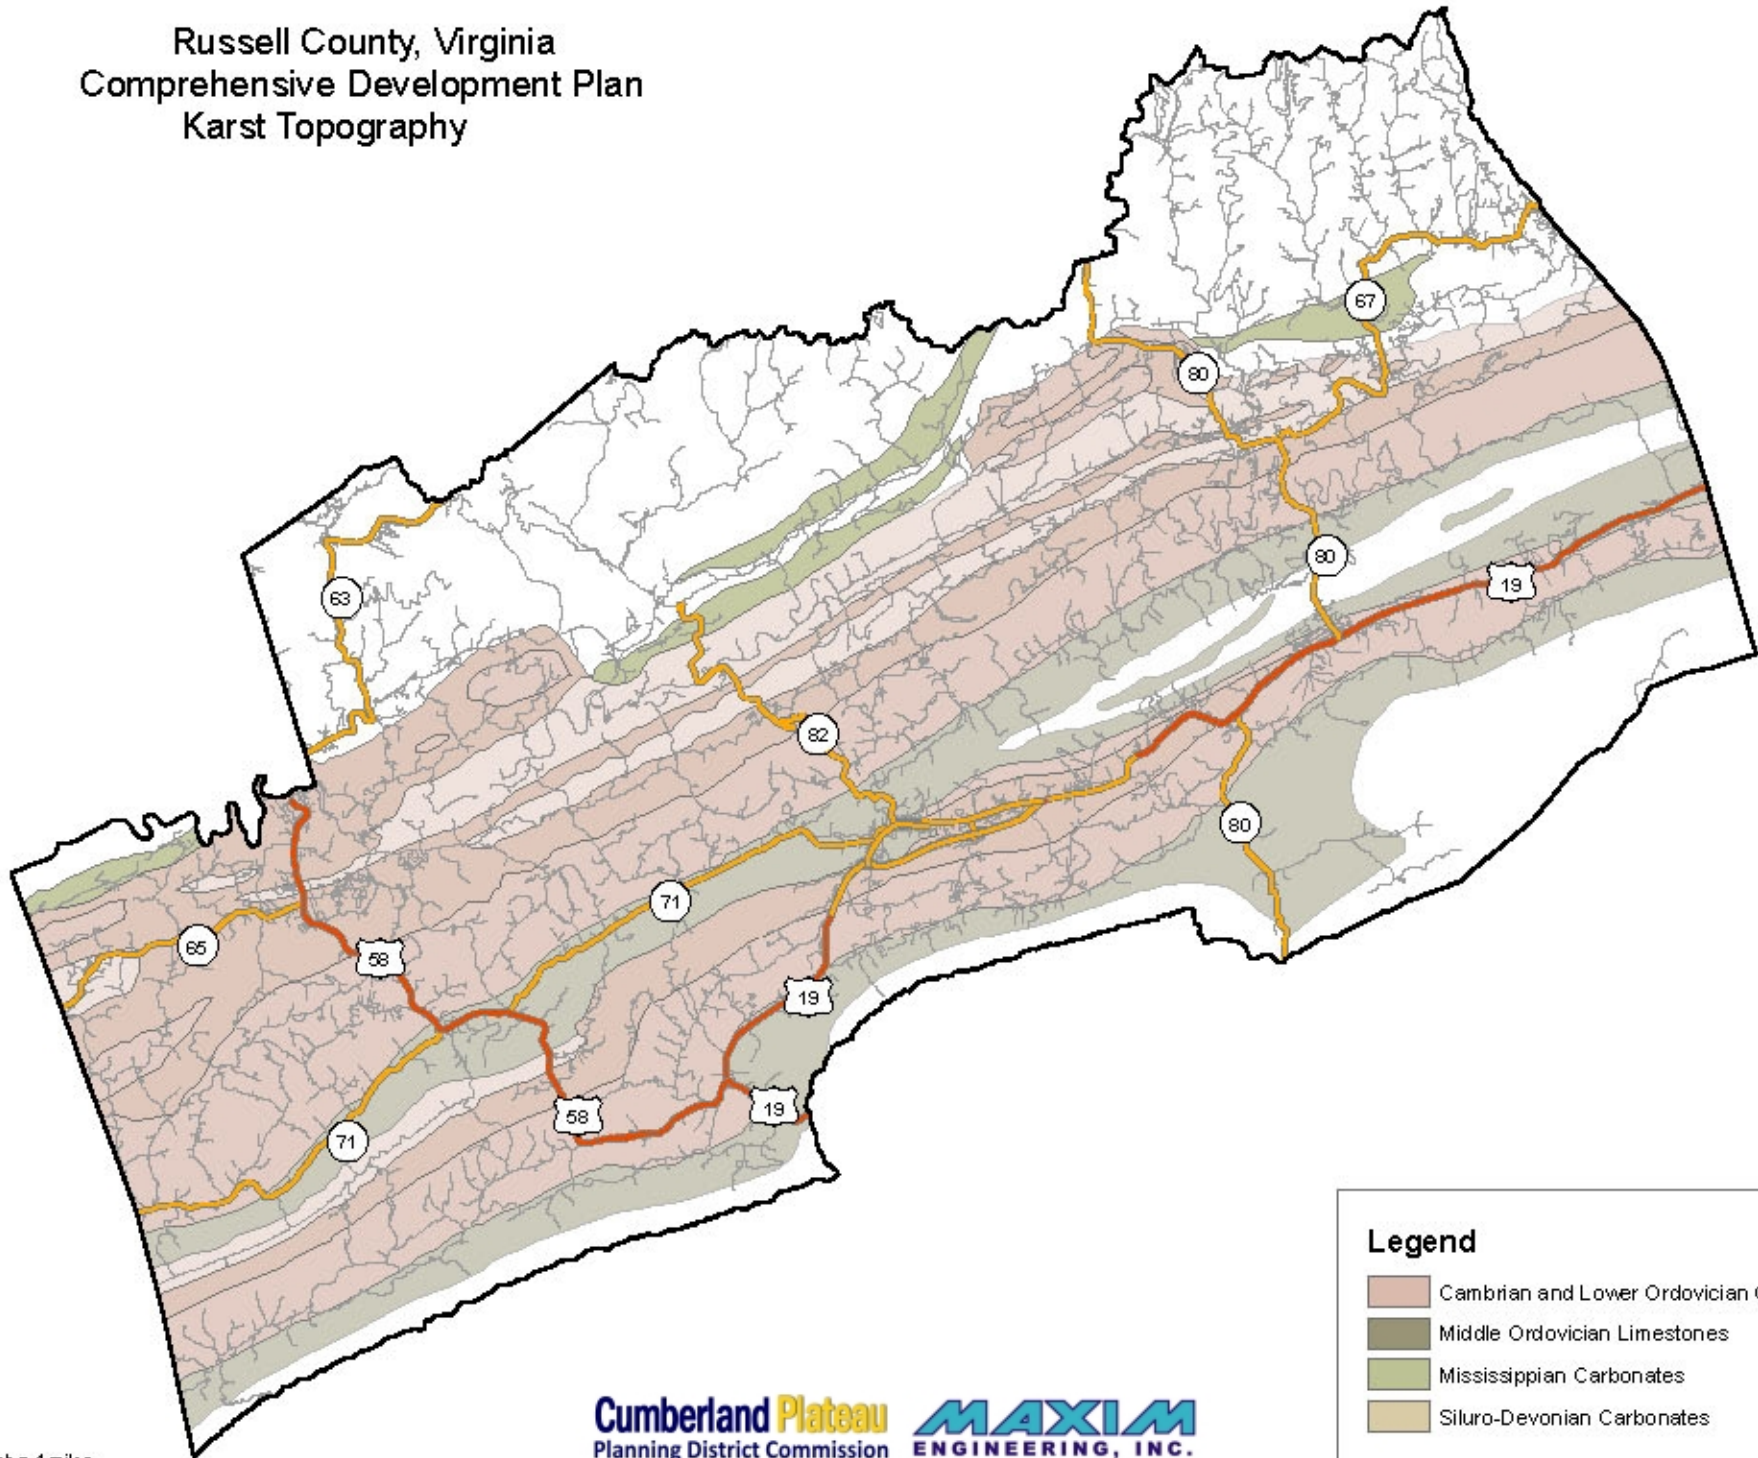 Russell County, Virginia
Comprehensive Development Plan
Karst Topography
67
80
80
19
63
82
80
71
65
58
19
58
19
71
Legend
Cambrian and Lower Ordovician
Middle Ordovician Limestones
Mississippian Carbonates
Siluro-Devonian Carbonates
Cumberland Plateau
Planning District Commission
MAXIM
ENGINEERING, INC.